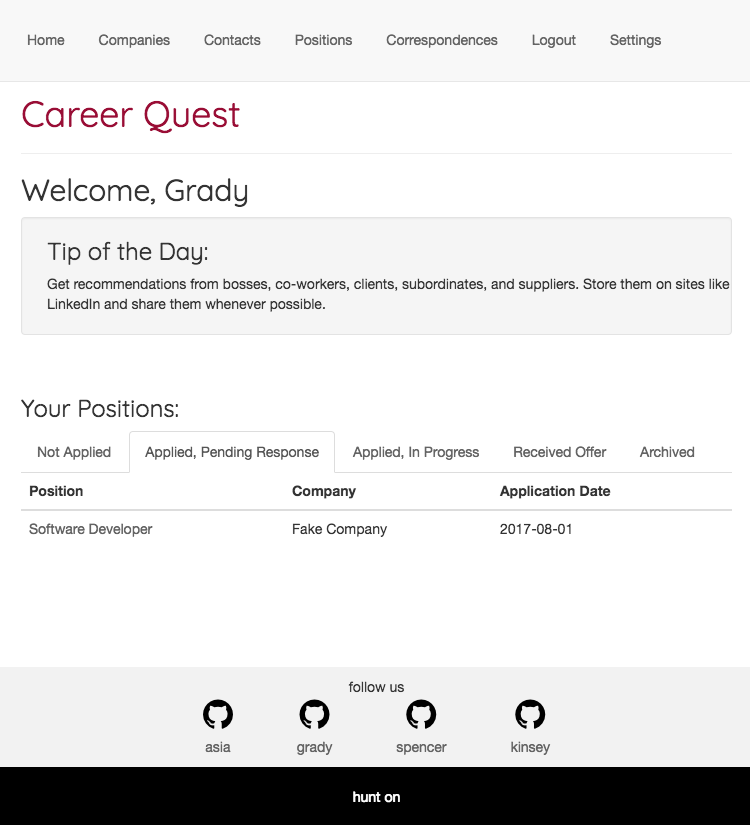 Home Companies Contacts Positions Correspondences Logout Settings
Career Quest
Welcome, Grady
Tip of the Day:
Get recommendations from bosses, co-workers, clients, subordinates, and suppliers. Store them on sites like
LinkedIn and share them whenever possible.
Your Positions:
Not Applied Applied, Pending Response Applied, In Progress Received Offer Archived
Position Company Application Date
Software Developer Fake Company 2017-08-01
follow us
asia grady spencer kinsey
hunt on